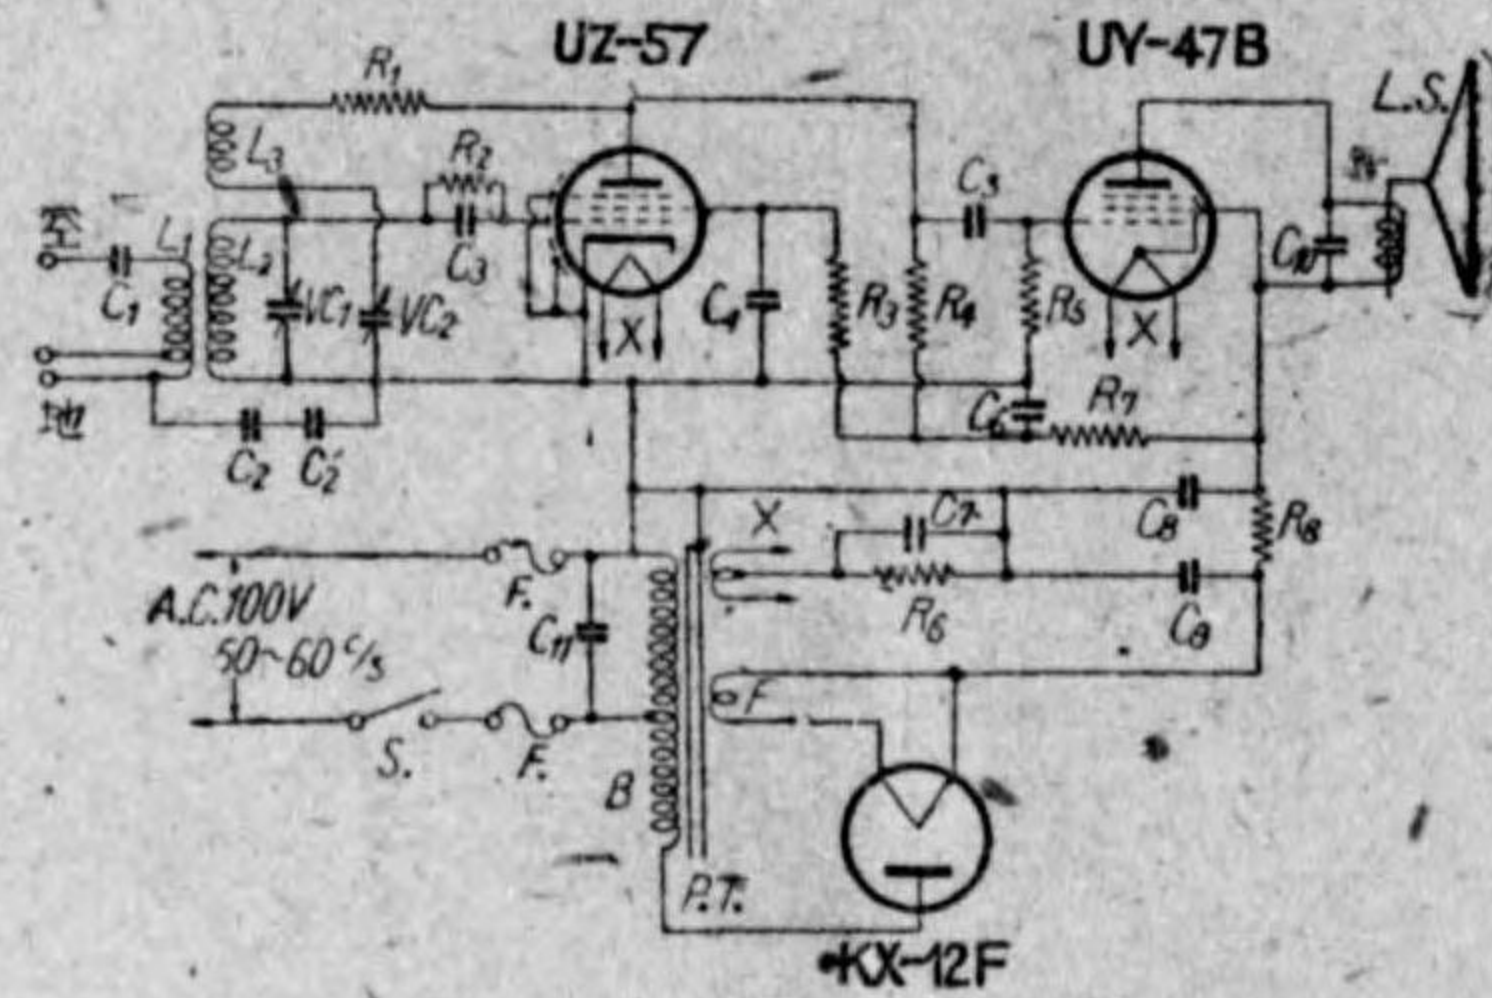 UZ-57
UY-47B
R1
L.S.
L3
R2
C5
L1
L2
C10
C1
C3
VC1
VC2
X
C4
R3
R4
R5
X
地
C6
R7
C2
C2'
X
C7
C8
R8
A.C.100V
F.
C11
R6
C9
50~60 c/s
F
S.
F.
B
P.T.
KX-12F